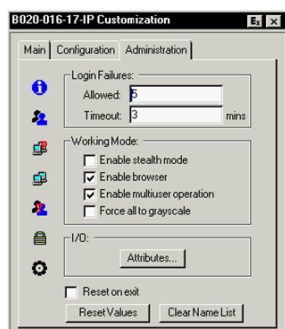 B020-016-17-IP Customization
Ex
Main Configuration Administration
Login Failures:
Allowed: 5
Timeout: 3 mins
Working Mode:
Enable stealth mode
Enable browser
Enable multiuser operation
Force all to grayscale
I/O:
Attributes...
Reset on exit
Reset Values Clear Name List